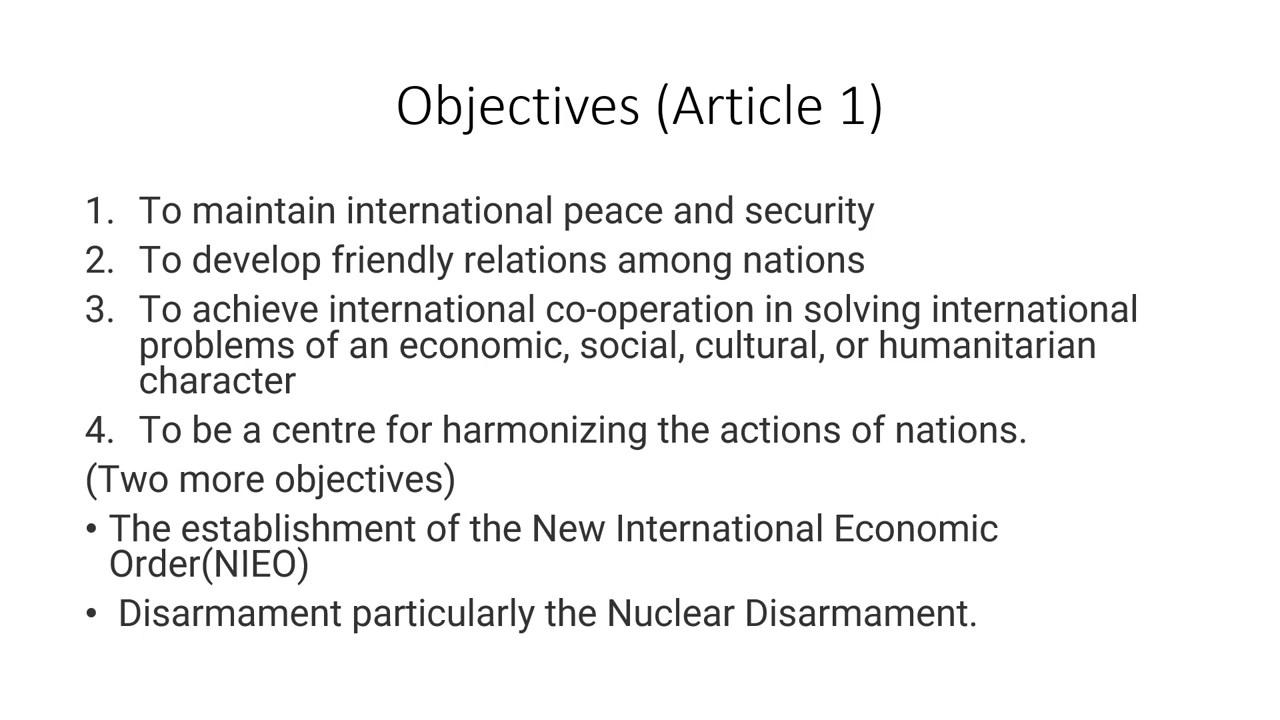 Objectives (Article 1)
1. To maintain international peace and security
2. To develop friendly relations among nations
3. To achieve international co-operation in solving international
problems of an economic, social, cultural, or humanitarian
character
4. To be a centre for harmonizing the actions of nations.
(Two more objectives)
• The establishment of the New International Economic
Order(NIEO)
• Disarmament particularly the Nuclear Disarmament.